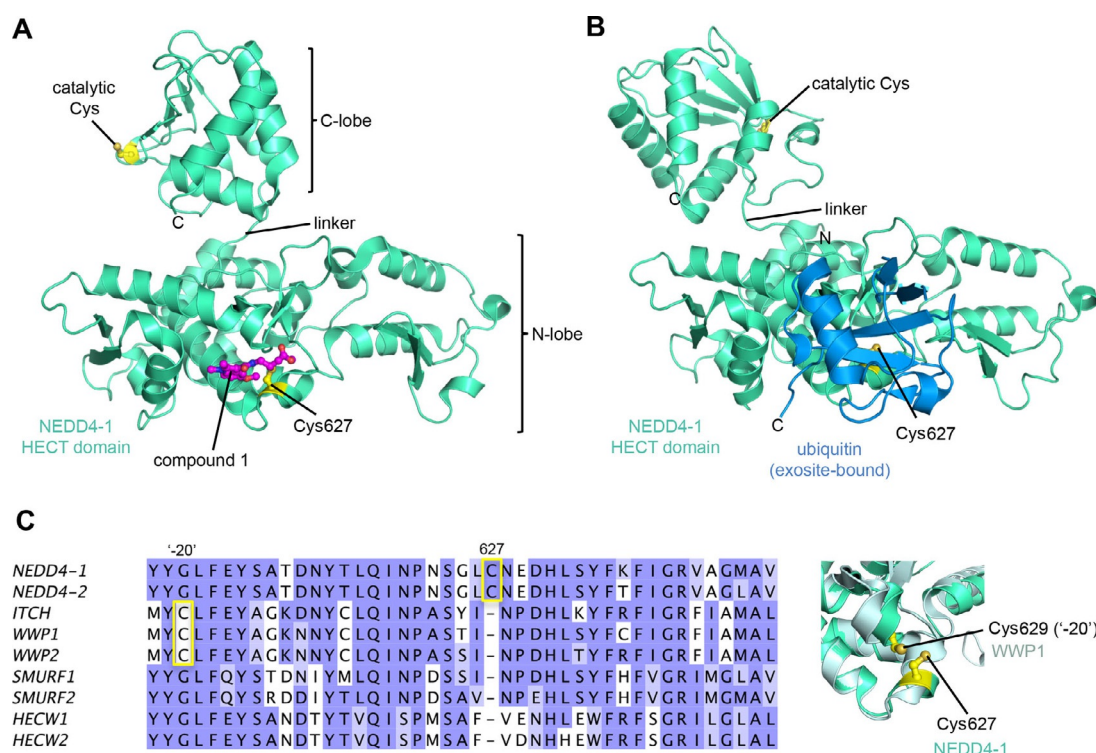 A
catalytic
Cys
C-lobe
C
linker
N-lobe
Cys627
NEDD4-1
HECT domain
compound 1
B
catalytic Cys
C
linker
N
Cys627
C
NEDD4-1
HECT domain
ubiquitin
(exosite-bound)
C
‘-20’ 627
NEDD4-1 YYGLFEYSATDNYTLQINPNSGLCNEDHLSYFKFIGRVAGMAV
NEDD4-2 YYGLFEYSATDNYTLQINPNSGLCNEDHLSYFTFIGRVAGLAV
ITCH MYCLFEYAGKDNYCLQINPASYI-NPDHLKYFRFIGRFIAMAL
WWP1 MYCLFEYAGKNNYCLQINPASTI-NPDHLSYFCFIGRFIAMAL
WWP2 MYCLFEYAGKNNYCLQINPASSI-NPDHLTYFRFIGRFIAMAL
SMURF1 YYGLFQYSTDNIYMLQINPDSSI-NPDHLSYFHFVGRIMGLAV
SMURF2 YYGLFQYSRDDIYTLQINPDSAV-NPEHLSYFHFVGRIMGMAV
HECW1 YYGLFEYSANDTYTVQISPMSAF-VENHLEWFRFSGRILGLAL
HECW2 YYGLFEYSANDTYTVQISPMSAF-VDNHHEWFRFSGRILGLAL
Cys629 (‘-20’)
WWP1
Cys627
NEDD4-1